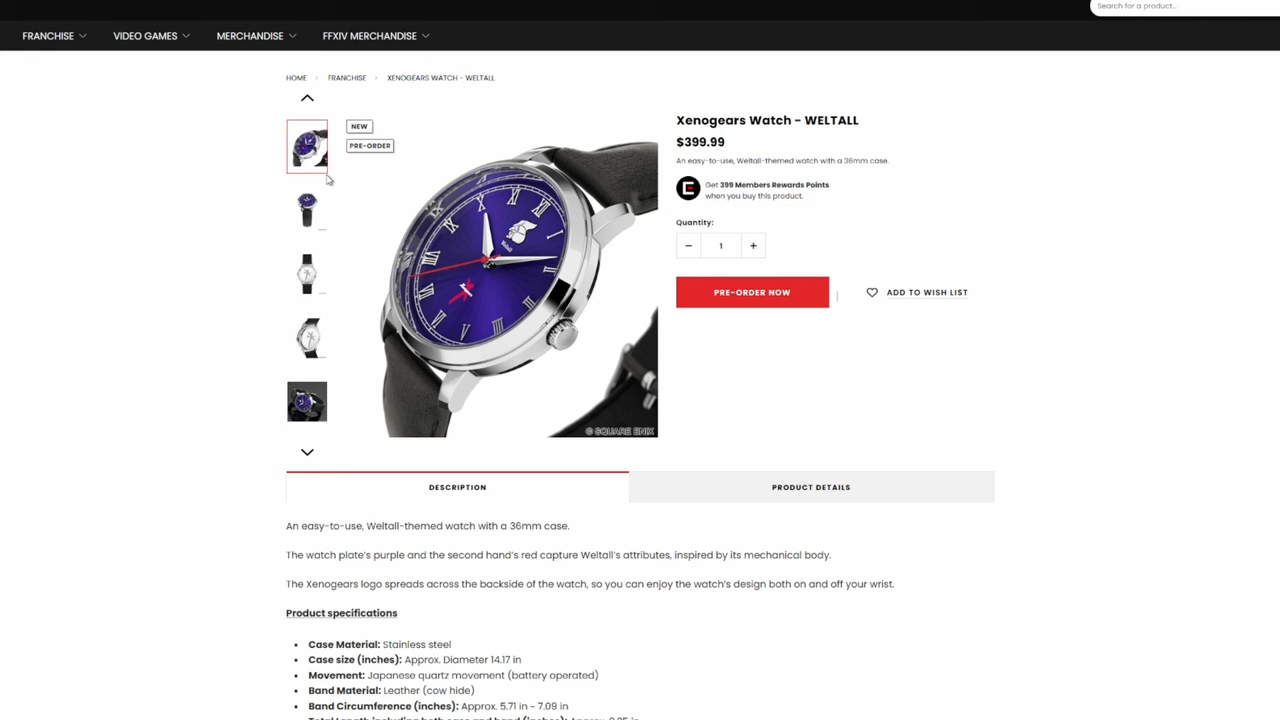 Search for a product...
FRANCHISE
VIDEO GAMES
MERCHANDISE
FFXIV MERCHANDISE
HOME
FRANCHISE
XENOGEARS WATCH - WELTALL
NEW
PRE-ORDER
Weltall
© SQUARE ENIX
Xenogears Watch - WELTALL
$399.99
An easy-to-use, Weltall-themed watch with a 36mm case.
Get 399 Members Rewards Points
when you buy this product.
Quantity:
- 1 +
PRE-ORDER NOW
ADD TO WISH LIST
DESCRIPTION
PRODUCT DETAILS
An easy-to-use, Weltall-themed watch with a 36mm case.
The watch plate's purple and the second hand's red capture Weltall's attributes, inspired by its mechanical body.
The Xenogears logo spreads across the backside of the watch, so you can enjoy the watch's design both on and off your wrist.
Product specifications
• Case Material: Stainless steel
• Case size (inches): Approx. Diameter 14.17 in
• Movement: Japanese quartz movement (battery operated)
• Band Material: Leather (cow hide)
• Band Circumference (inches): Approx. 5.71 in - 7.09 in